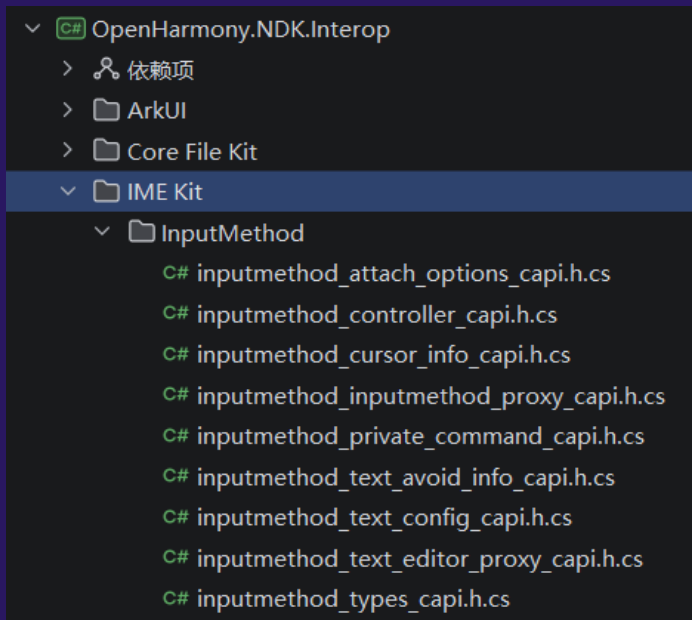 C# OpenHarmony.NDK.Interop
依赖项
ArkUI
Core File Kit
IME Kit
InputMethod
C# inputmethod_attach_options_capi.h.cs
C# inputmethod_controller_capi.h.cs
C# inputmethod_cursor_info_capi.h.cs
C# inputmethod_inputmethod_proxy_capi.h.cs
C# inputmethod_private_command_capi.h.cs
C# inputmethod_text_avoid_info_capi.h.cs
C# inputmethod_text_config_capi.h.cs
C# inputmethod_text_editor_proxy_capi.h.cs
C# inputmethod_types_capi.h.cs